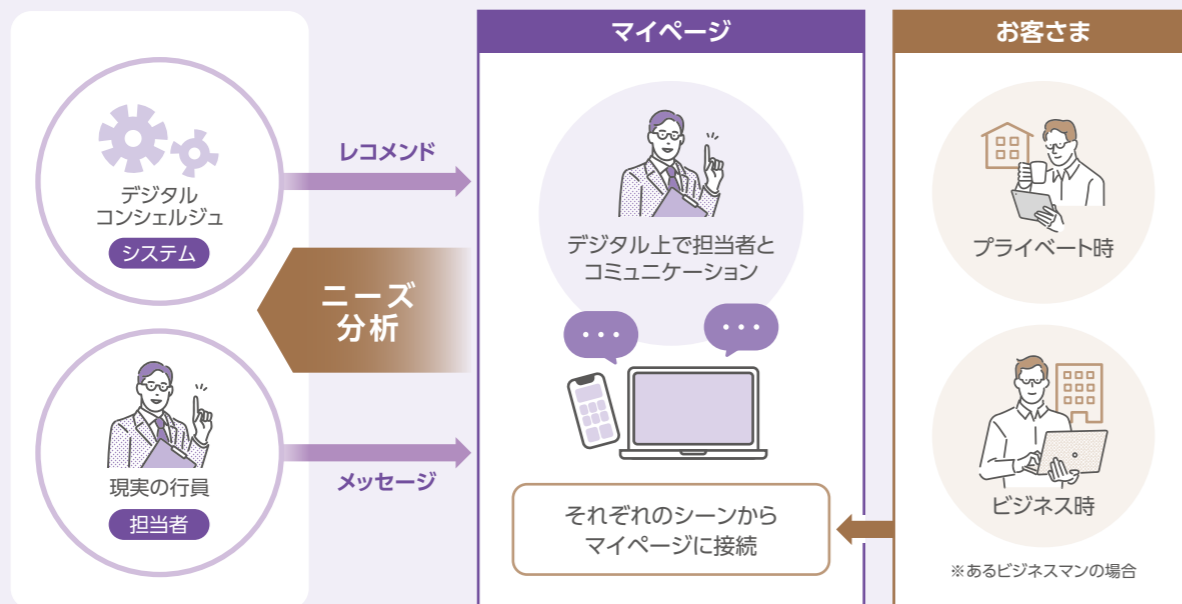 デジタル
コンシェルジュ
システム
現実の行員
担当者
レコメンド
ニーズ
分析
メッセージ
マイページ
デジタル上で担当者と
コミュニケーション
それぞれのシーンから
マイページに接続
お客さま
プライベート時
ビジネス時
※あるビジネスマンの場合